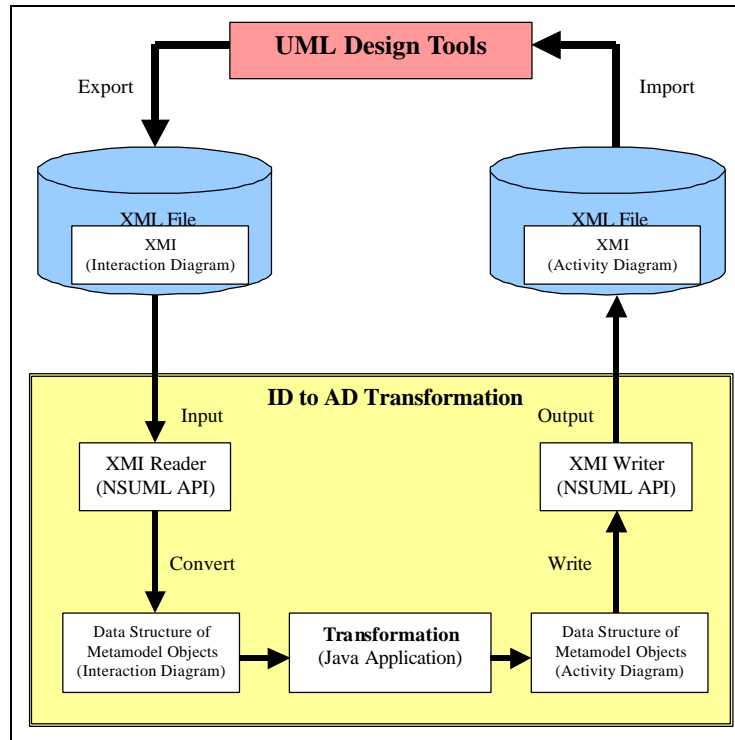 UML Design Tools
Export
Import
XML File
XMI
(Interaction Diagram)
XML File
XMI
(Activity Diagram)
ID to AD Transformation
Input
Output
XMI Reader
(NSUML API)
XMI Writer
(NSUML API)
Convert
Write
Data Structure of
Metamodel Objects
(Interaction Diagram)
Transformation
(Java Application)
Data Structure of
Metamodel Objects
(Activity Diagram)